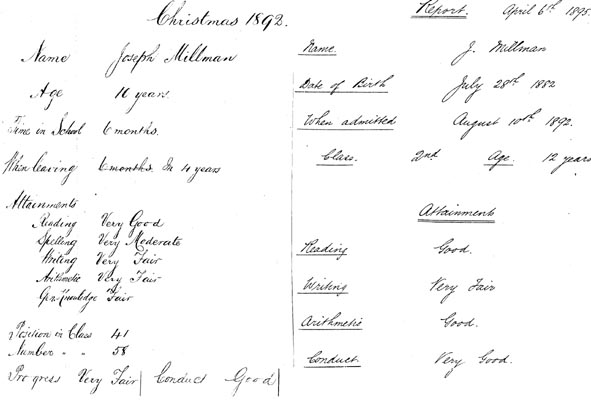 Christmas 1892.
Name Joseph Millman
Age 10 years.
Time in School 6 months.
When leaving 6 months. In 4 years
Attainments
Reading Very Good
Spelling Very Moderate
Writing Very Fair
Arithmetic Very Fair
Gen. Knowledge Fair
Position in Class 41
Number " " 58
Progress Very Fair | Conduct Good
Report. April 6th 1895.
Name. J. Millman
Date of Birth July 28th 1882
When admitted August 10th 1892.
Class. 2nd Age. 12 years
Attainment
Reading Good.
Writing Very Fair
Arithmetic Good.
Conduct Very Good.